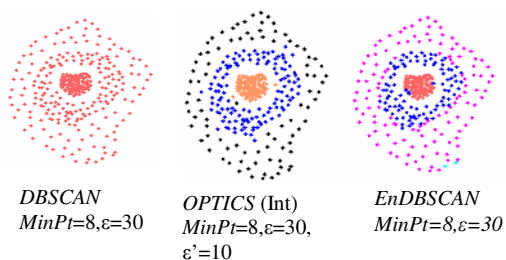 DBSCAN
MinPt=8,ε=30
OPTICS (Int)
MinPt=8,ε=30,
ε’=10
EnDBSCAN
MinPt=8,ε=30